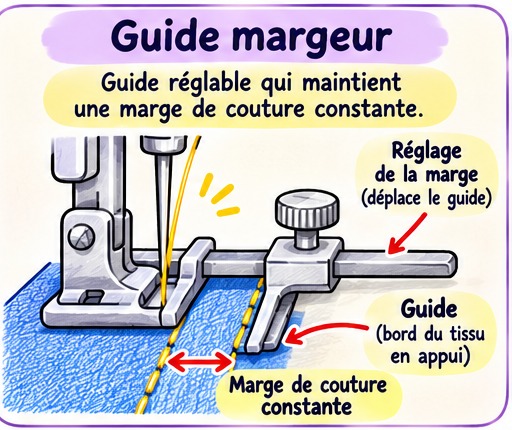 Guide margeur
Guide réglable qui maintient
une marge de couture constante.
Réglage
de la marge
(déplace le guide)
Guide
(bord du tissu
en appui)
Marge de couture
constante